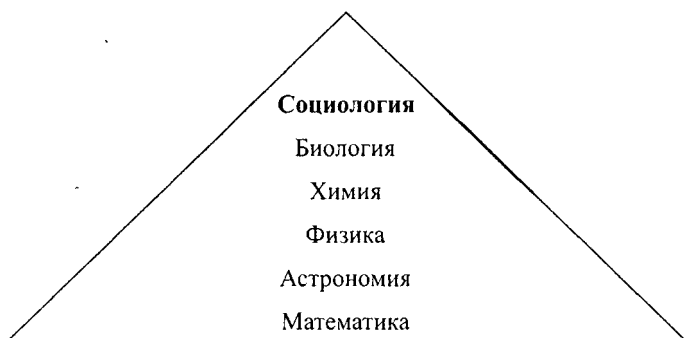 Социология
Биология
Химия
Физика
Астрономия
Математика